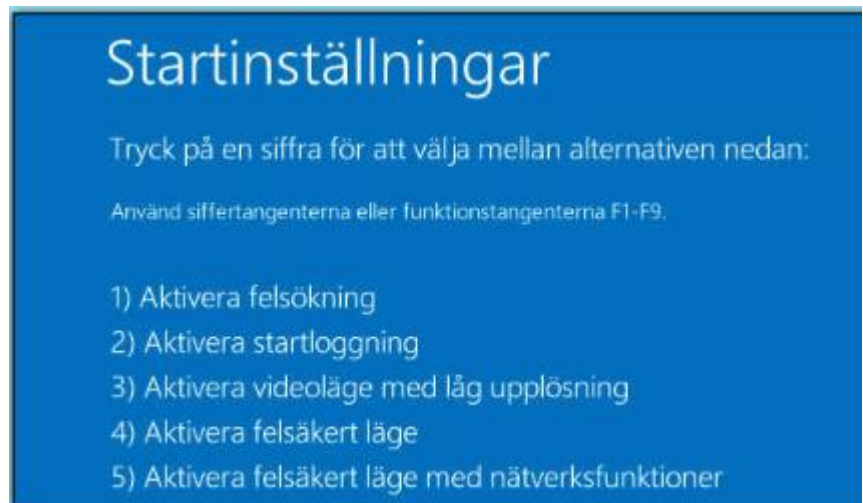 Startinställningar
Tryck på en siffra för att välja mellan alternativen nedan:
Använd siffertangenterna eller funktionstangenterna F1-F9.
1) Aktivera felsökning
2) Aktivera startloggning
3) Aktivera videoläge med låg upplösning
4) Aktivera felsäkert läge
5) Aktivera felsäkert läge med nätverksfunktioner